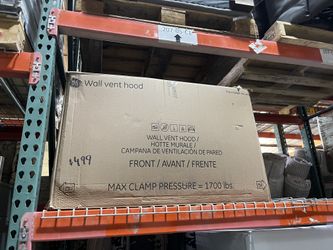 Wall vent hood
WALL VENT HOOD/
HOTTE MURALE/
CAMPANA DE VENTILACIÓN DE PARED
FRONT / AVANT / FRENTE
$499
MAX CLAMP PRESSURE = 1700 lbs.